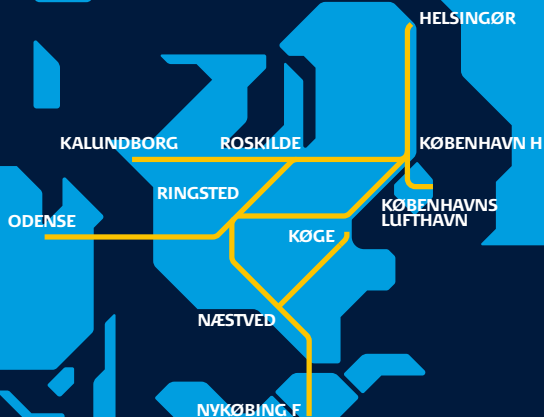 HELSINGØR
KALUNDBORG
ROSKILDE
KØBENHAVN H
RINGSTED
KØBENHAVNS
LUFTHAVN
ODENSE
KØGE
NÆSTVED
NYKØBING F